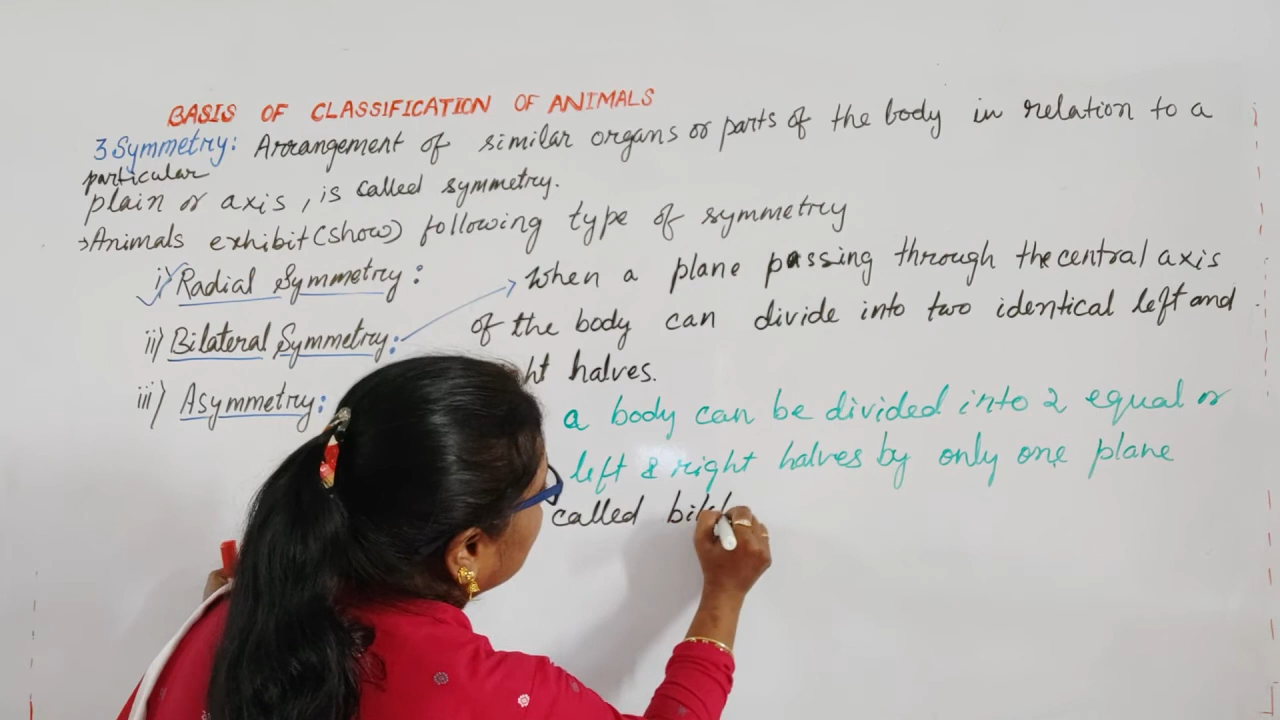 BASIS OF CLASSIFICATION OF ANIMALS
3 Symmetry: Arrangement of similar organs or parts of the body in relation to a
particular
plain or axis, is called symmetry.
→Animals exhibit (show) following type of symmetry
i) Radial Symmetry:
When a plane passing through the central axis
ii) Bilateral Symmetry:
of the body can divide into two identical left and
ht halves.
iii) Asymmetry:
a body can be divided into 2 equal or
left & right halves by only one plane
called